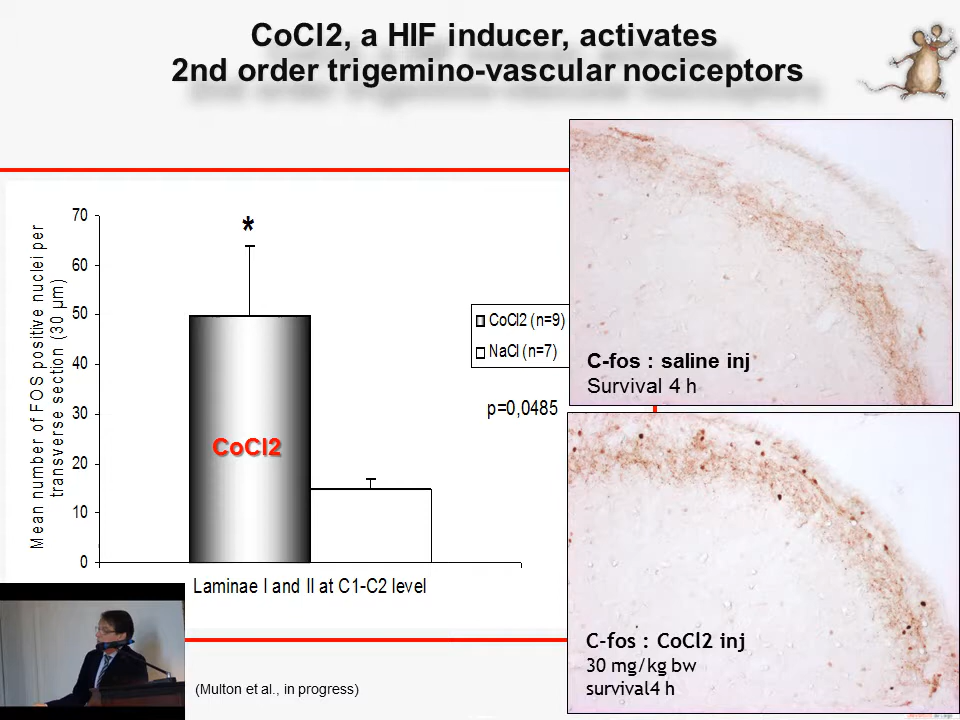 CoCl2, a HIF inducer, activates
2nd order trigemino-vascular nociceptors
Mean number of FOS positive nuclei per
transverse section (30 µm)
70
60
50
40
30
20
10
0
*
CoCl2
CoCl2 (n=9)
NaCl (n=7)
p=0,0485
Laminae I and II at C1-C2 level
C-fos : saline inj
Survival 4 h
C-fos : CoCl2 inj
30 mg/kg bw
survival4 h
(Multon et al., in progress)